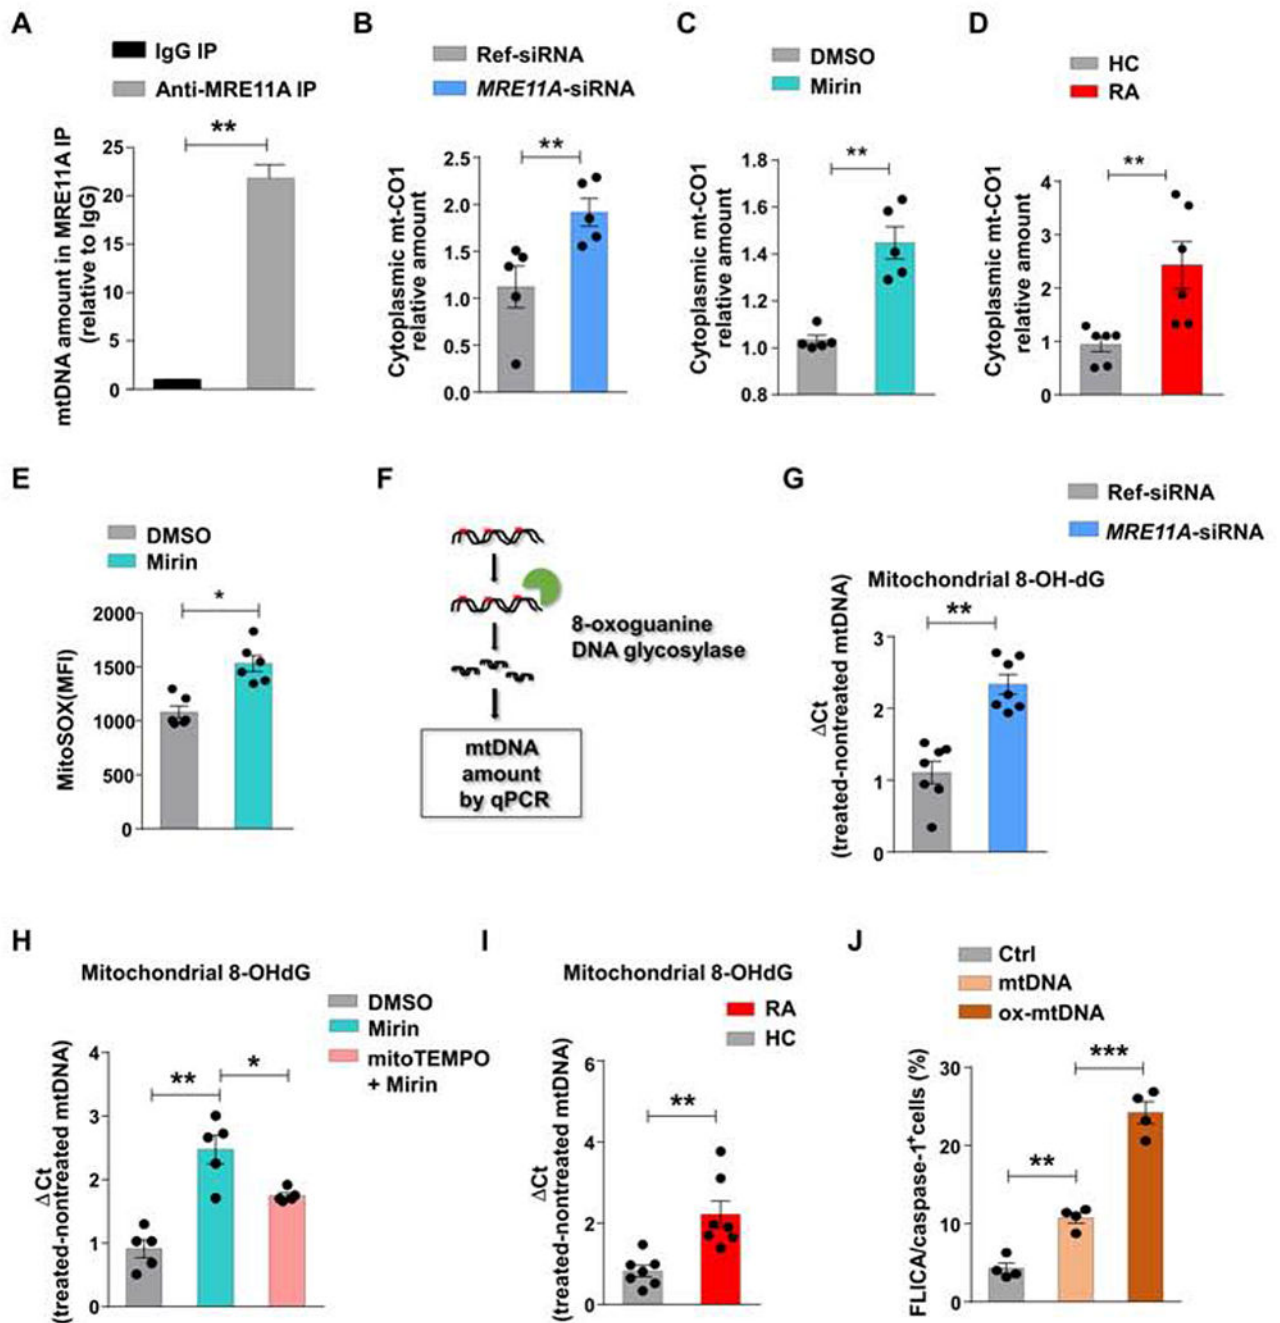 A
IgG IP
Anti-MRE11A IP
**
mtDNA amount in MRE11A IP
(relative to IgG)
25
20
15
10
5
0
B
Ref-siRNA
MRE11A-siRNA
**
Cytoplasmic mt-CO1
relative amount
2.5
2.0
1.5
1.0
0.5
0.0
C
DMSO
Mirin
**
Cytoplasmic mt-CO1
relative amount
1.8
1.6
1.4
1.2
1.0
0.8
D
HC
RA
**
Cytoplasmic mt-CO1
relative amount
4
3
2
1
0
E
DMSO
Mirin
*
MitoSOX(MFI)
2000
1500
1000
500
0
F
8-oxoguanine
DNA glycosylase
mtDNA
amount
by qPCR
G
Ref-siRNA
MRE11A-siRNA
Mitochondrial 8-OH-dG
**
ΔCt
(treated-nontreated mtDNA)
3
2
1
0
H
Mitochondrial 8-OHdG
DMSO
Mirin
mitoTEMPO
+ Mirin
**
*
ΔCt
(treated-nontreated mtDNA)
4
3
2
1
0
I
Mitochondrial 8-OHdG
RA
HC
**
ΔCt
(treated-nontreated mtDNA)
6
4
2
0
J
Ctrl
mtDNA
ox-mtDNA
***
**
FLICA/caspase-1+cells (%)
30
20
10
0